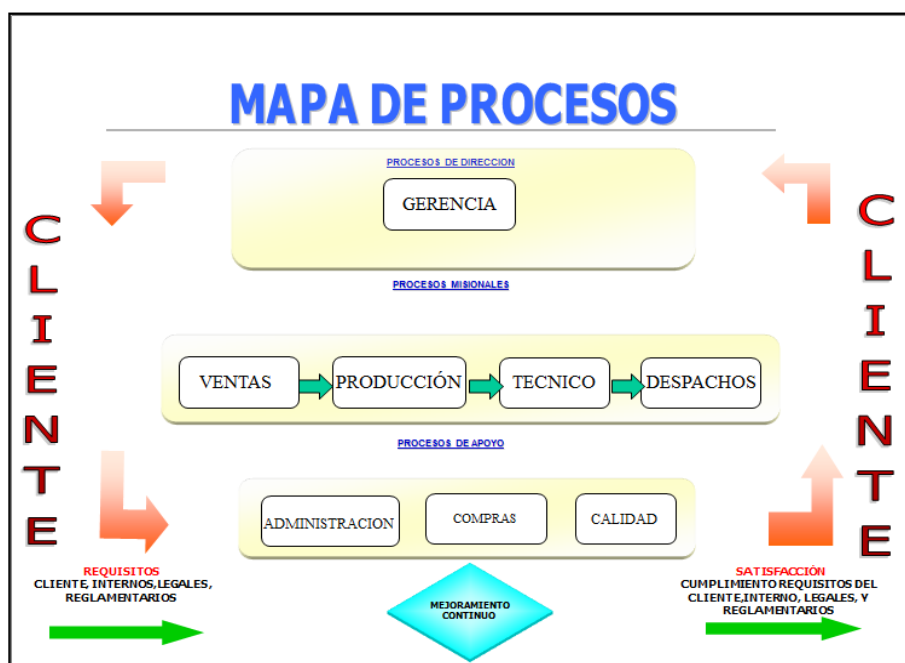 MAPA DE PROCESOS
PROCESOS DE DIRECCION
GERENCIA
PROCESOS MISIONALES
VENTAS
PRODUCCIÓN
TECNICO
DESPACHOS
PROCESOS DE APOYO
ADMINISTRACION
COMPRAS
CALIDAD
CLIENTE
CLIENTE
REQUISITOS
CLIENTE, INTERNOS,LEGALES,
REGLAMENTARIOS
MEJORAMIENTO
CONTINUO
SATISFACCIÓN
CUMPLIMIENTO REQUISITOS DEL
CLIENTE,INTERNO, LEGALES, Y
REGLAMENTARIOS